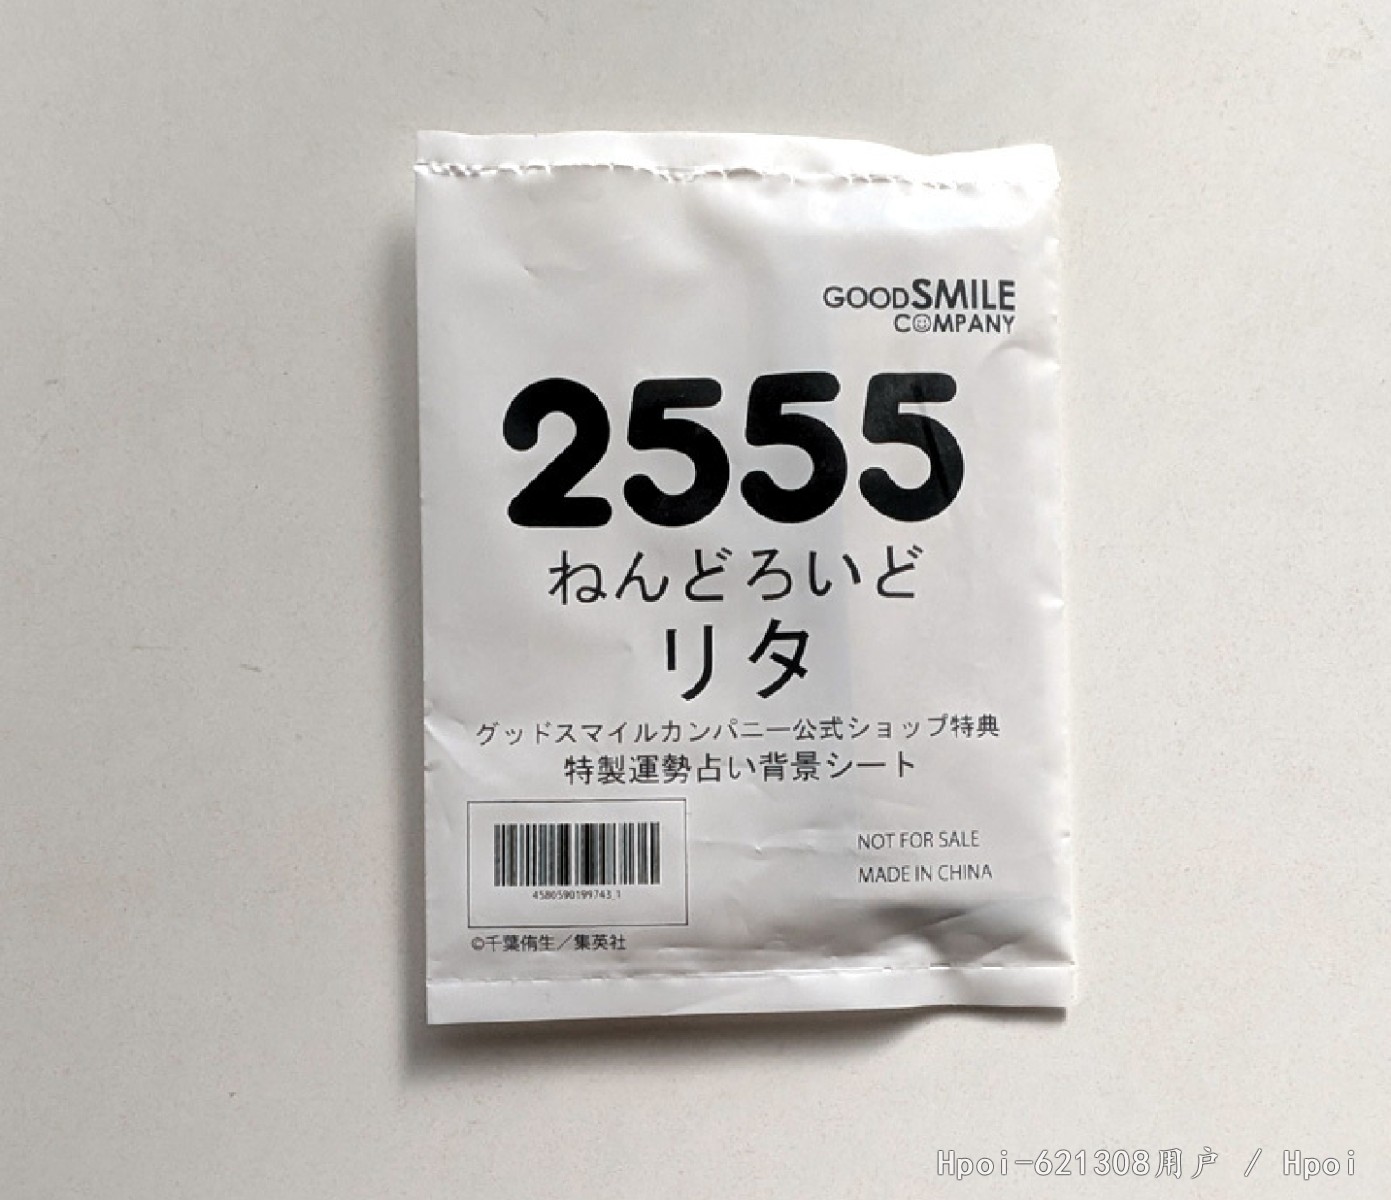 GOODSMILE
COMPANY
2555
ねんどろいど
リタ
グッドスマイルカンパニー公式ショップ特典
特製運勢占い背景シート
4580590199743_1
NOT FOR SALE
MADE IN CHINA
©千葉侑生／集英社
Hpoi-621308用户 / Hpoi